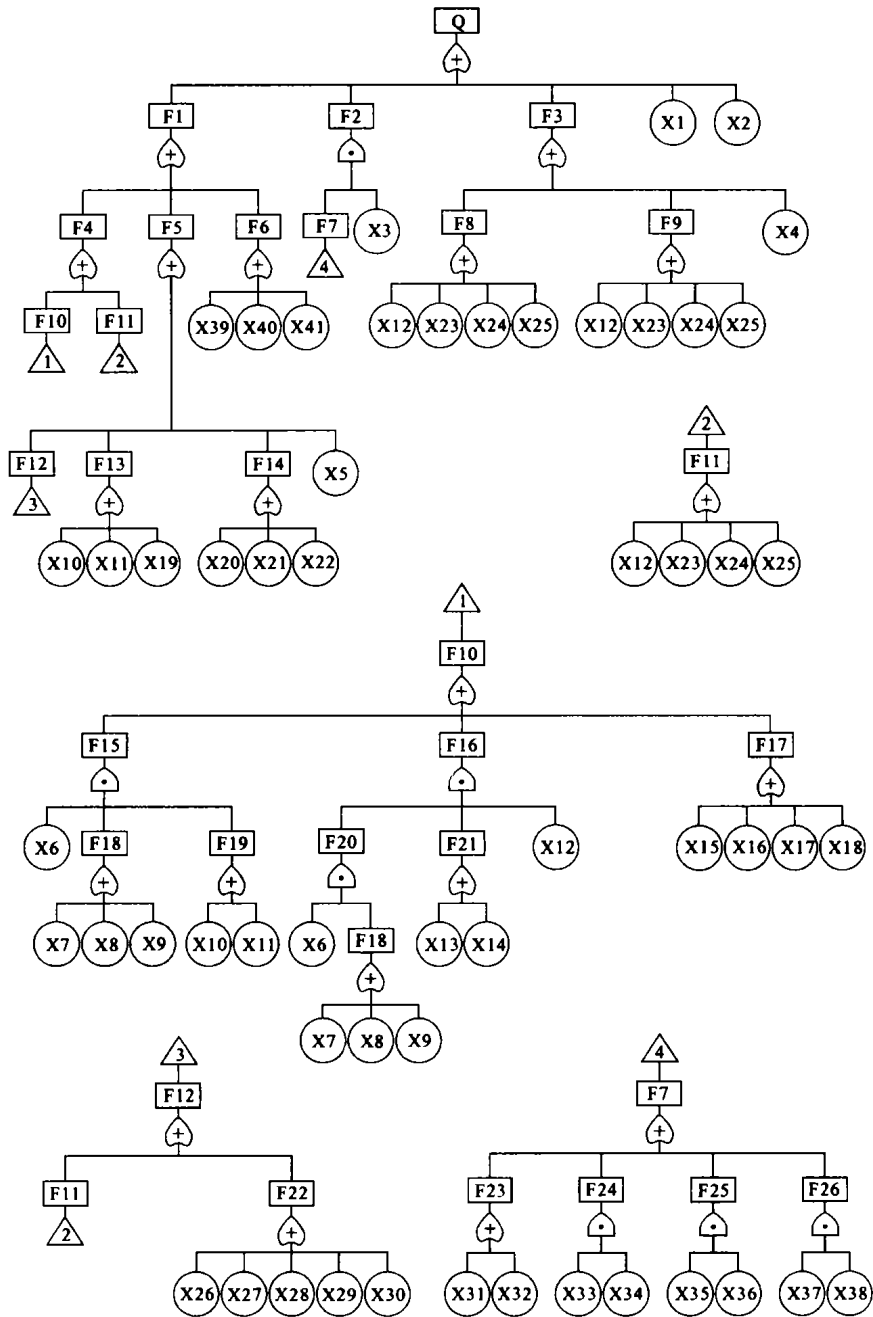 Q
+
F1 F2 F3 X1 X2
+ • +
F4 F5 F6 F7 X3 F8 F9 X4
+ + + 4 + +
F10 F11 X39 X40 X41 X12 X23 X24 X25 X12 X23 X24 X25
1 2
2
F12 F13 F14 X5 F11
3 + + +
X10 X11 X19 X20 X21 X22 X12 X23 X24 X25
1
F10
+
F15 F16 F17
• • +
X6 F18 F19 F20 F21 X12 X15 X16 X17 X18
+ + • +
X7 X8 X9 X10 X11 X6 F18 X13 X14
+
X7 X8 X9
3 4
F12 F7
+ +
F11 F22 F23 F24 F25 F26
2 + + • • •
X26 X27 X28 X29 X30 X31 X32 X33 X34 X35 X36 X37 X38